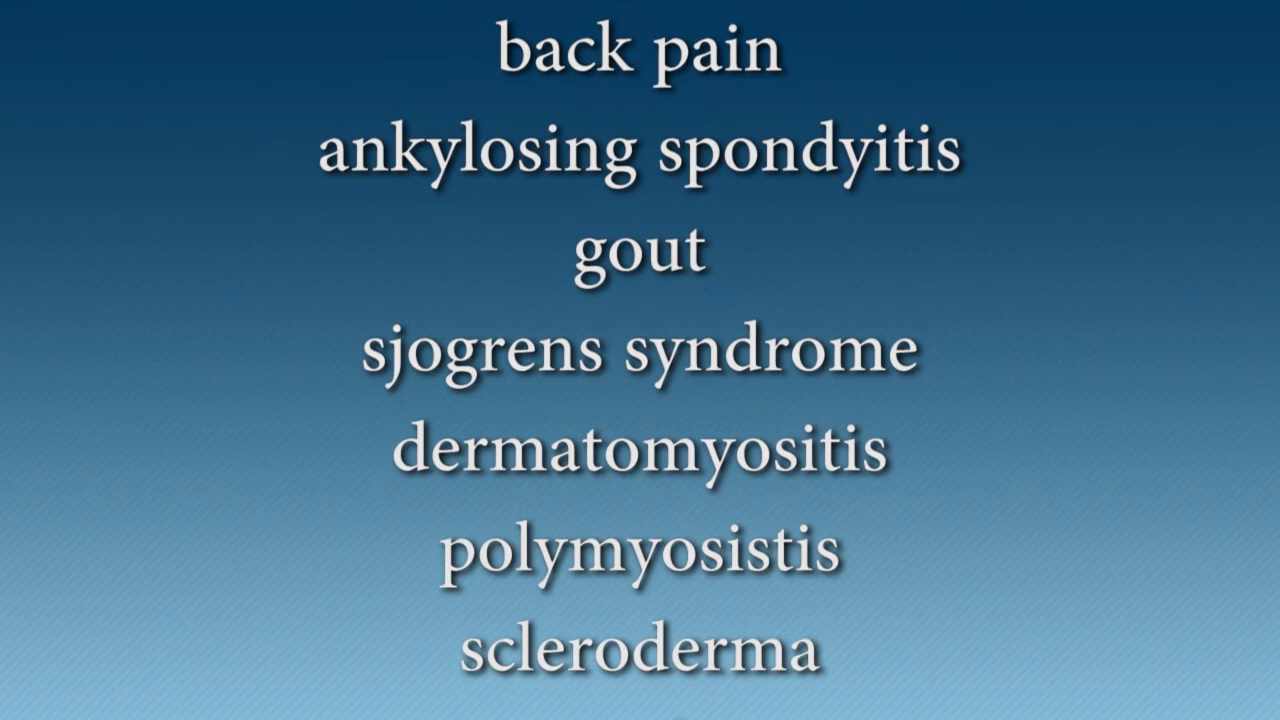 back pain
ankylosing spondyitis
gout
sjogrens syndrome
dermatomyositis
polymyosistis
scleroderma